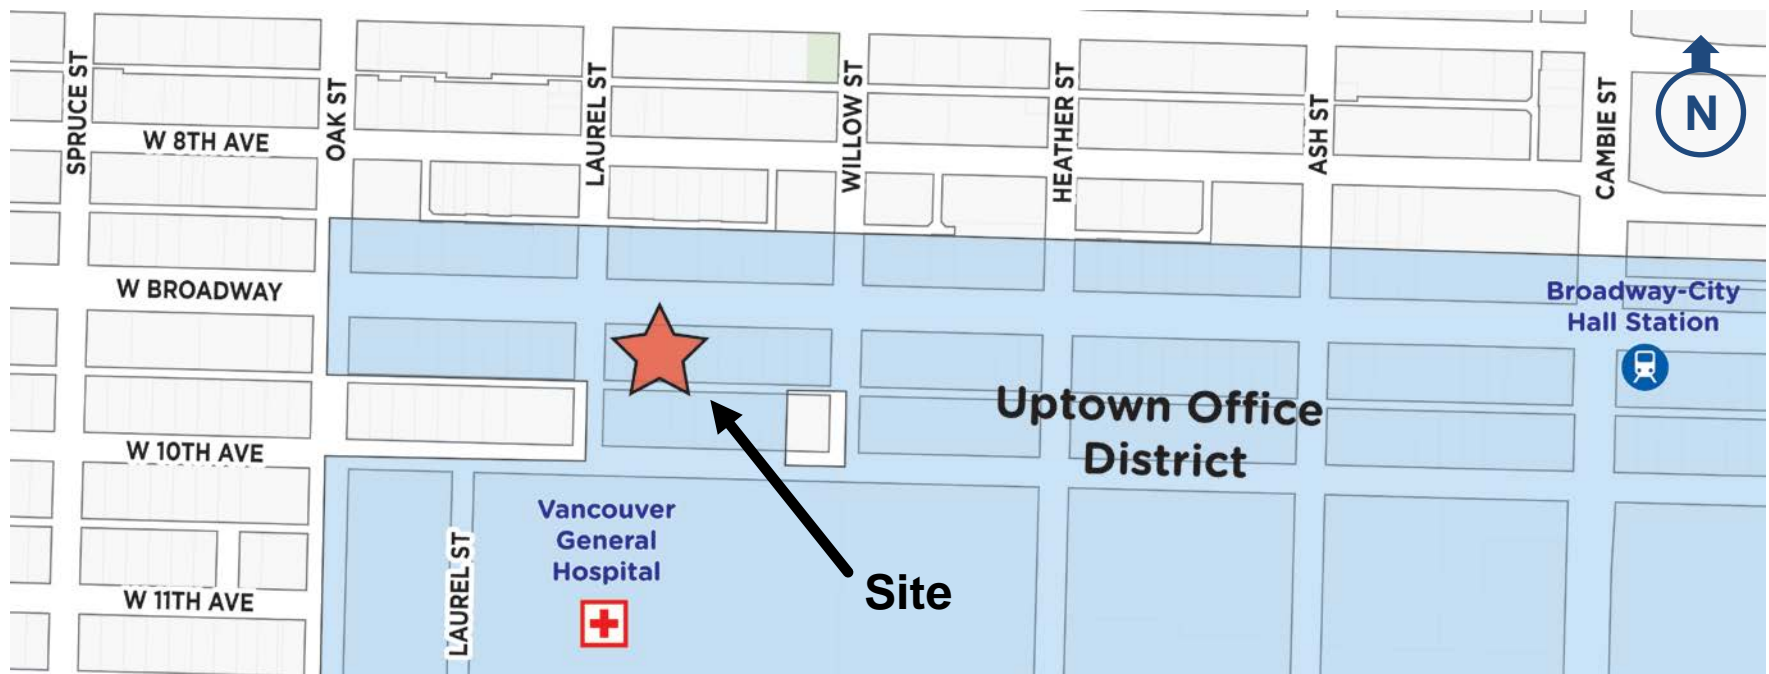 SPRUCE ST
OAK ST
LAUREL ST
WILLOW ST
HEATHER ST
ASH ST
CAMBIE ST
N
W 8TH AVE
W BROADWAY
Broadway-City
Hall Station
Uptown Office
District
W 10TH AVE
Vancouver
General
Hospital
LAUREL ST
Site
W 11TH AVE